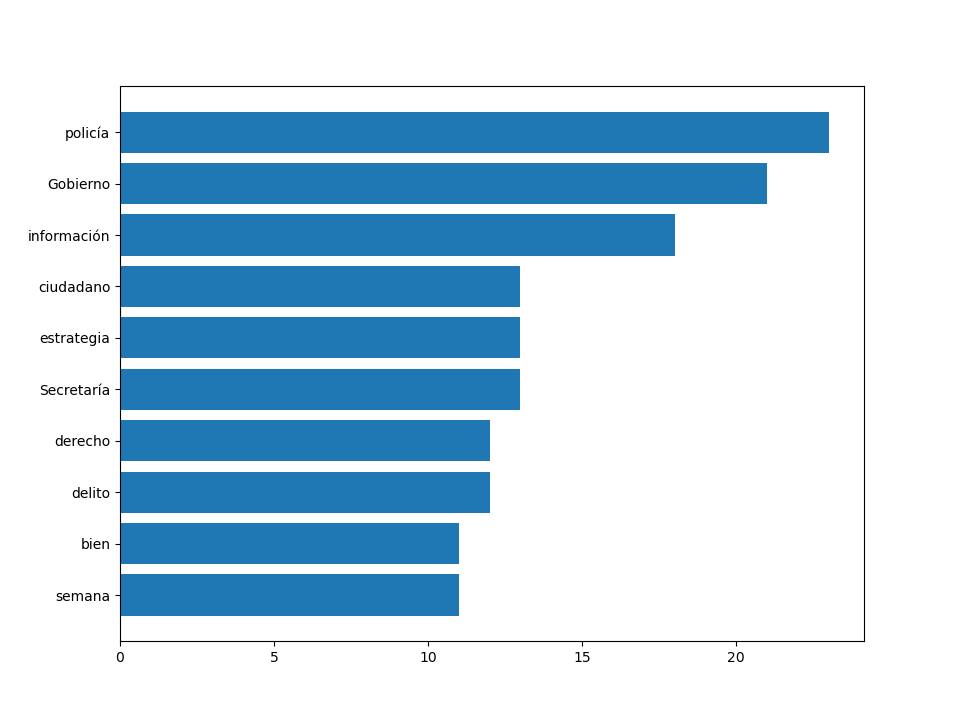 policía
Gobierno
información
ciudadano
estrategia
Secretaría
derecho
delito
bien
semana
0 5 10 15 20